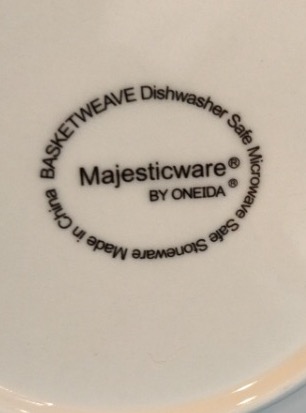 BASKETWEAVE Dishwasher Safe Microwave Safe Stoneware Made in China
Majesticware®
BY ONEIDA®